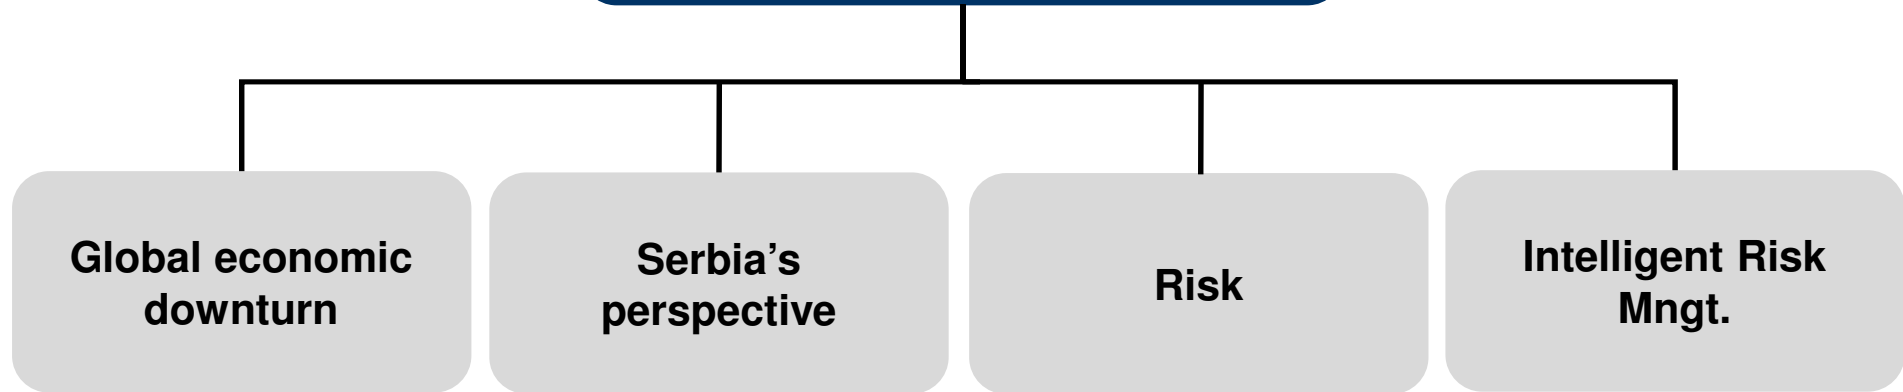 Global economic
downturn
Serbia’s
perspective
Risk
Intelligent Risk
Mngt.